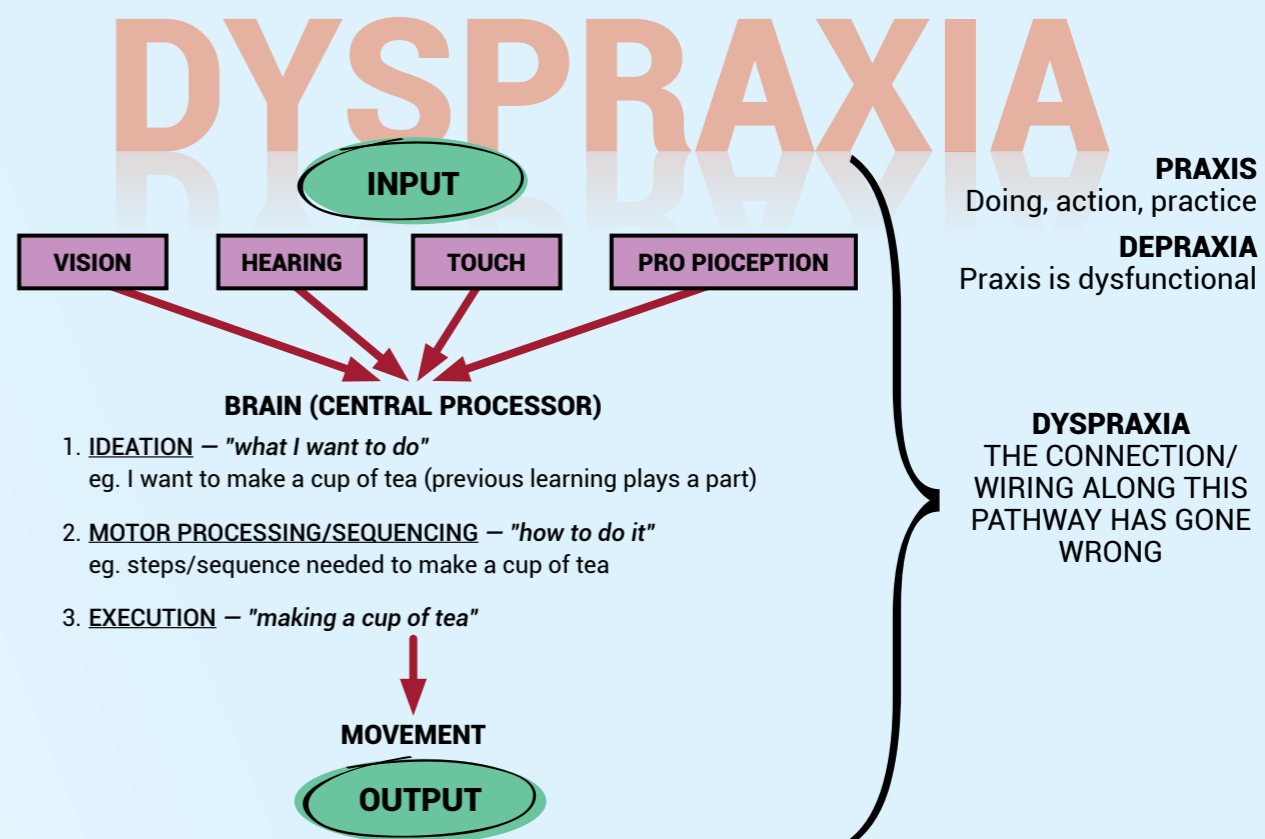 DYSPRAXIA
INPUT
VISION
HEARING
TOUCH
PRO PIOCEPTION
BRAIN (CENTRAL PROCESSOR)
1. IDEATION — "what I want to do"
eg. I want to make a cup of tea (previous learning plays a part)
2. MOTOR PROCESSING/SEQUENCING — "how to do it"
eg. steps/sequence needed to make a cup of tea
3. EXECUTION — "making a cup of tea"
MOVEMENT
OUTPUT
PRAXIS
Doing, action, practice
DEPRAXIA
Praxis is dysfunctional
DYSPRAXIA
THE CONNECTION/
WIRING ALONG THIS
PATHWAY HAS GONE
WRONG